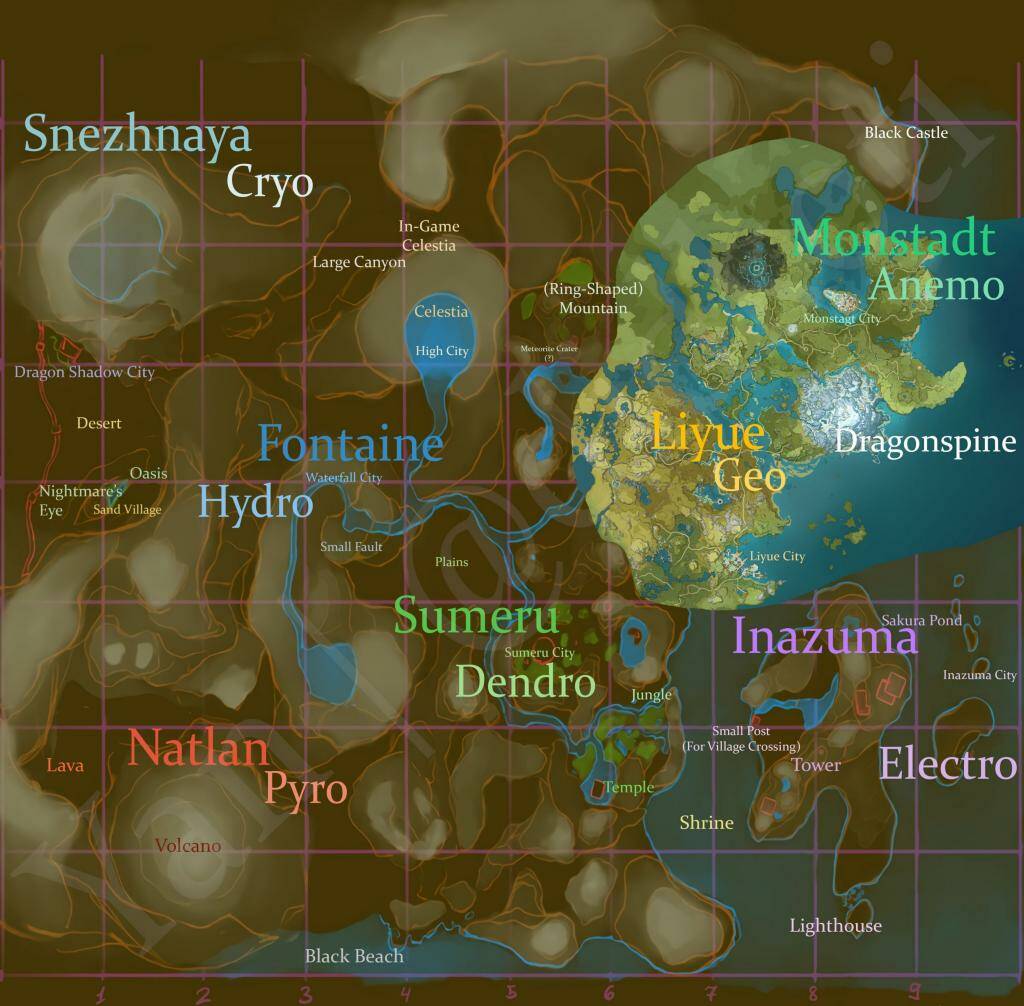 Snezhnaya
Cryo
Black Castle
In-Game
Celestia
Large Canyon
Monstadt
Anemo
Monstagt City
(Ring-Shaped)
Mountain
Celestia
High City
Meteorite Crater
(?)
Dragon Shadow City
Desert
Fontaine
Liyue
Geo
Dragonspine
Waterfall City
Oasis
Nightmare's
Eye
Sand Village
Hydro
Small Fault
Plains
Liyue City
Sumeru
Sumeru City
Dendro
Inazuma
Sakura Pond
Inazuma City
Jungle
Small Post
(For Village Crossing)
Natlan
Pyro
Lava
Tower
Electro
Temple
Shrine
Volcano
Lighthouse
Black Beach
1 2 3 4 5 6 7 8 9